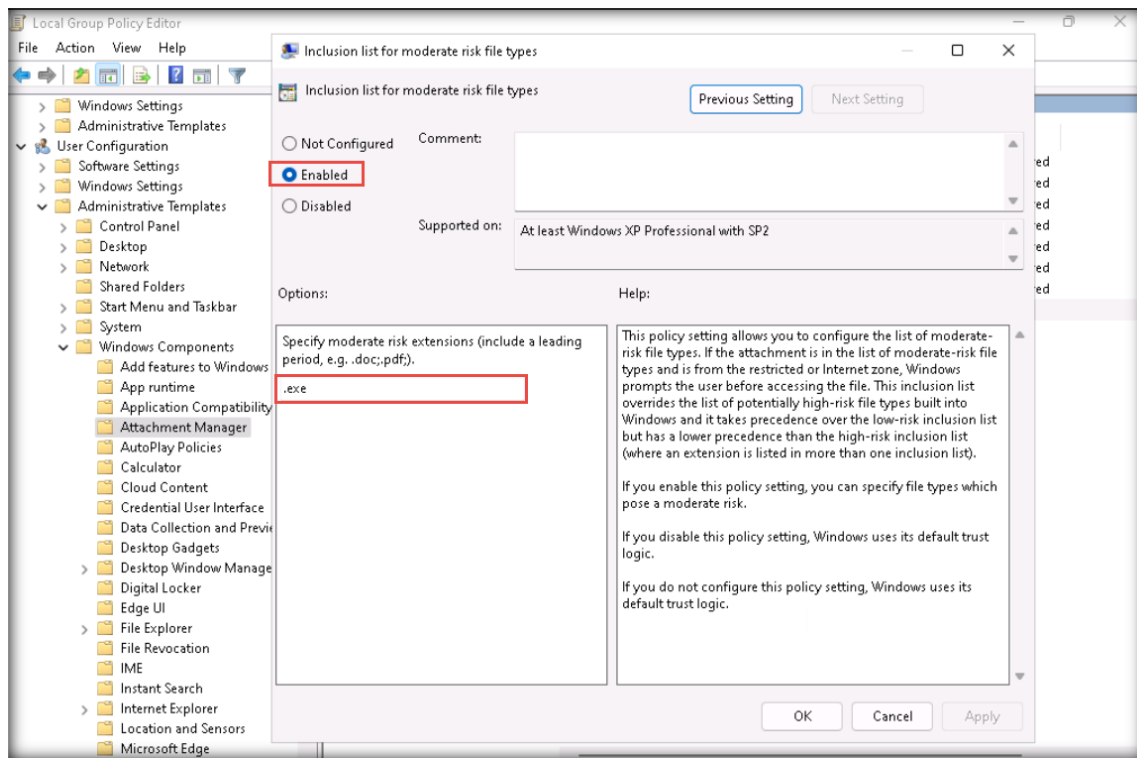 Local Group Policy Editor
File Action View Help
Windows Settings
Administrative Templates
User Configuration
Software Settings
Windows Settings
Administrative Templates
Control Panel
Desktop
Network
Shared Folders
Start Menu and Taskbar
System
Windows Components
Add features to Windows
App runtime
Application Compatibility
Attachment Manager
AutoPlay Policies
Calculator
Cloud Content
Credential User Interface
Data Collection and Previe
Desktop Gadgets
Desktop Window Manage
Digital Locker
Edge UI
File Explorer
File Revocation
IME
Instant Search
Internet Explorer
Location and Sensors
Microsoft Edge
Inclusion list for moderate risk file types
Inclusion list for moderate risk file types
Previous Setting
Next Setting
Not Configured
Enabled
Disabled
Comment:
Supported on:
At least Windows XP Professional with SP2
Options:
Help:
Specify moderate risk extensions (include a leading
period, e.g. .doc;.pdf;).
.exe
This policy setting allows you to configure the list of moderate-
risk file types. If the attachment is in the list of moderate-risk file
types and is from the restricted or Internet zone, Windows
prompts the user before accessing the file. This inclusion list
overrides the list of potentially high-risk file types built into
Windows and it takes precedence over the low-risk inclusion list
but has a lower precedence than the high-risk inclusion list
(where an extension is listed in more than one inclusion list).
If you enable this policy setting, you can specify file types which
pose a moderate risk.
If you disable this policy setting, Windows uses its default trust
logic.
If you do not configure this policy setting, Windows uses its
default trust logic.
OK
Cancel
Apply
red
red
red
red
red
red
red